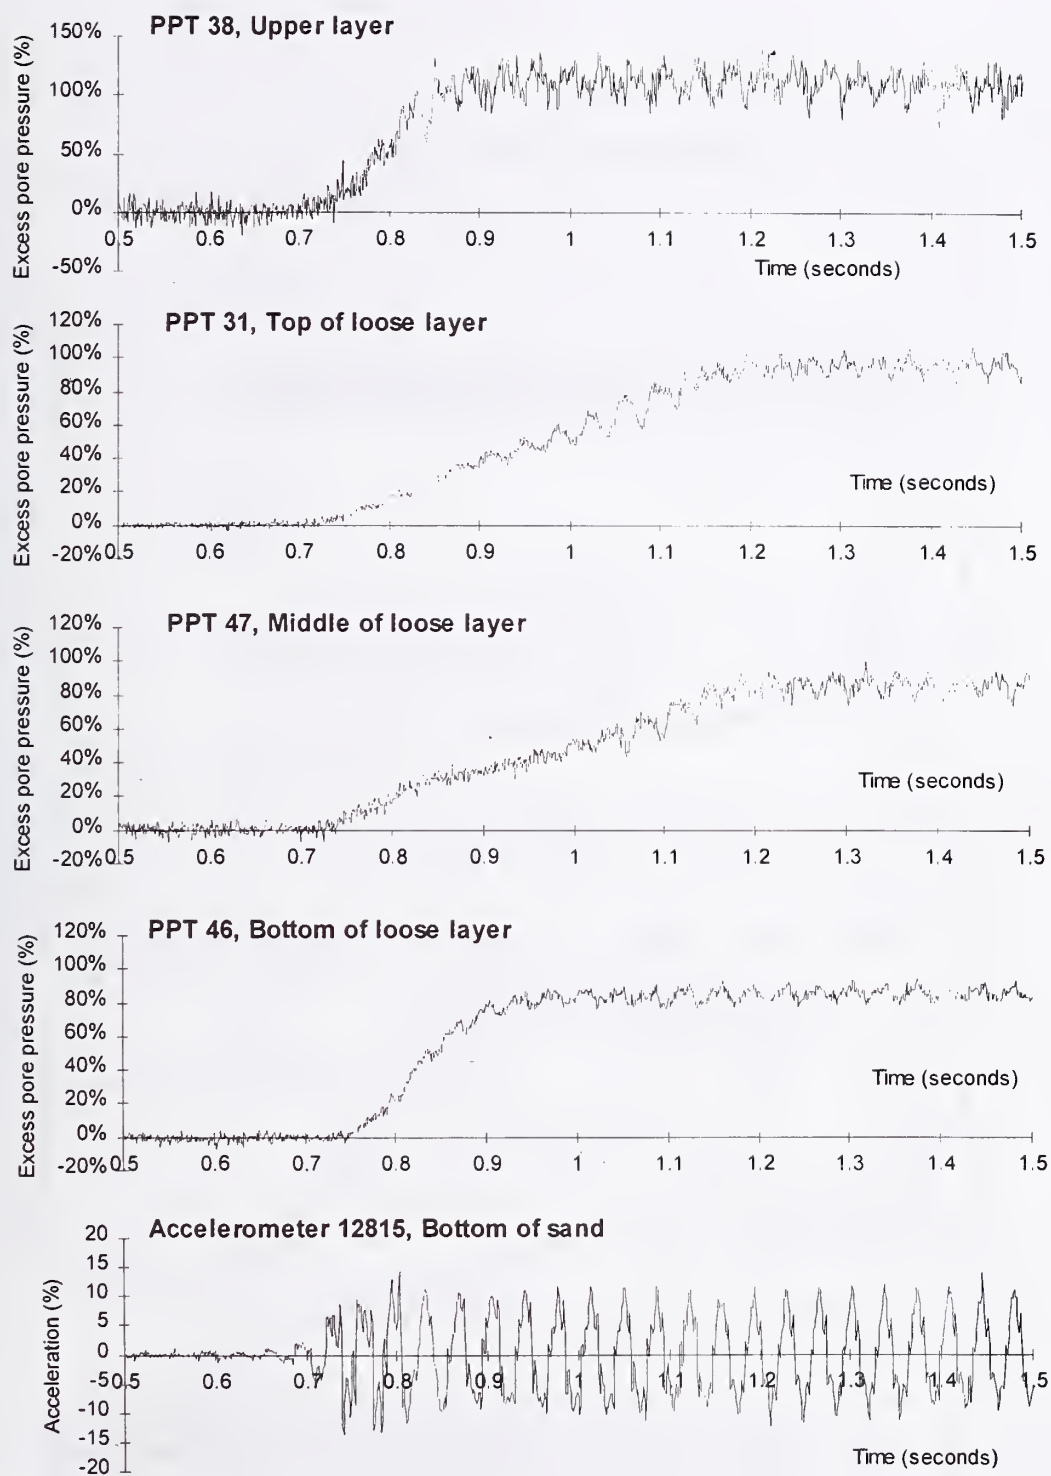 PPT 38, Upper layer
Excess pore pressure (%)
150%
100%
50%
0%
-50%
0.5 0.6 0.7 0.8 0.9 1 1.1 1.2 1.3 1.4 1.5
Time (seconds)
PPT 31, Top of loose layer
Excess pore pressure (%)
120%
100%
80%
60%
40%
20%
0%
-20%
0.5 0.6 0.7 0.8 0.9 1 1.1 1.2 1.3 1.4 1.5
Time (seconds)
PPT 47, Middle of loose layer
Excess pore pressure (%)
120%
100%
80%
60%
40%
20%
0%
-20%
0.5 0.6 0.7 0.8 0.9 1 1.1 1.2 1.3 1.4 1.5
Time (seconds)
PPT 46, Bottom of loose layer
Excess pore pressure (%)
120%
100%
80%
60%
40%
20%
0%
-20%
0.5 0.6 0.7 0.8 0.9 1 1.1 1.2 1.3 1.4 1.5
Time (seconds)
Accelerometer 12815, Bottom of sand
Acceleration (%)
20
15
10
5
0
-5
-10
-15
-20
0.5 0.6 0.7 0.8 0.9 1 1.1 1.2 1.3 1.4 1.5
Time (seconds)